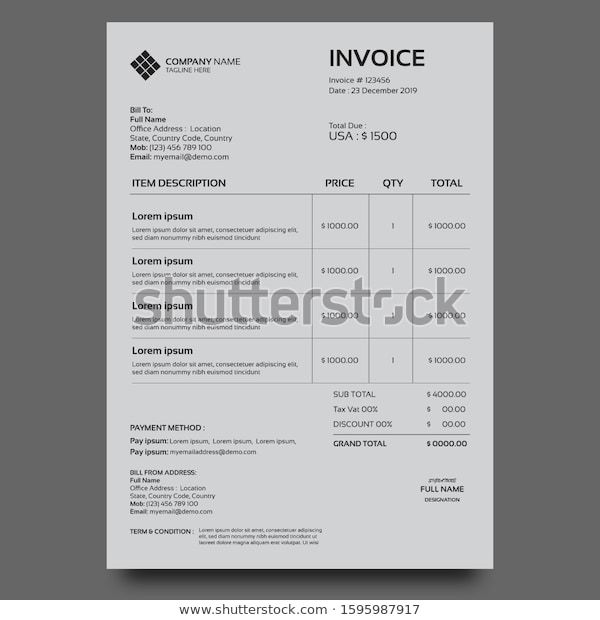 COMPANY NAME
TAGLINE HERE
INVOICE
Invoice # 123456
Date : 23 December 2019
Bill To:
Full Name
Office Address : Location
State, Country Code, Country
Mob: (123) 456 789 100
Email: myemail@demo.com
Total Due :
USA : $ 1500
ITEM DESCRIPTION PRICE QTY TOTAL
Lorem ipsum
Lorem ipsum dolor sit amet, consectetuer adipiscing elit,
sed diam nonummy nibh euismod tincidunt
$ 1000.00 1 $ 1000.00
Lorem ipsum
Lorem ipsum dolor sit amet, consectetuer adipiscing elit,
sed diam nonummy nibh euismod tincidunt
$ 1000.00 1 $ 1000.00
Lorem ipsum
Lorem ipsum dolor sit amet, consectetuer adipiscing elit,
sed diam nonummy nibh euismod tincidunt
$ 1000.00 1 $ 1000.00
Lorem ipsum
Lorem ipsum dolor sit amet, consectetuer adipiscing elit,
sed diam nonummy nibh euismod tincidunt
$ 1000.00 1 $ 1000.00
shutterstock
SUB TOTAL $ 4000.00
Tax Vat 00% $ 00.00
DISCOUNT 00% $ 00.00
GRAND TOTAL $ 0000.00
PAYMENT METHOD :
Pay ipsum: Lorem ipsum, Lorem ipsum, Lorem ipsum,
Pay ipsum: myemailaddress@demo.com
BILL FROM ADDRESS:
Full Name
Office Address : Location
State, Country Code, Country
Mob: (123) 456 789 100
Email: myemail@demo.com
FULL NAME
DESIGNATION
TERM & CONDITION : Lorem ipsum dolor sit amet, consectetuer adipiscing
elit, sed diam nonummy nibh euismod tincidunt
ut laoreet dolore magna aliquam erat volutpat.
shutterstock.com • 1595987917